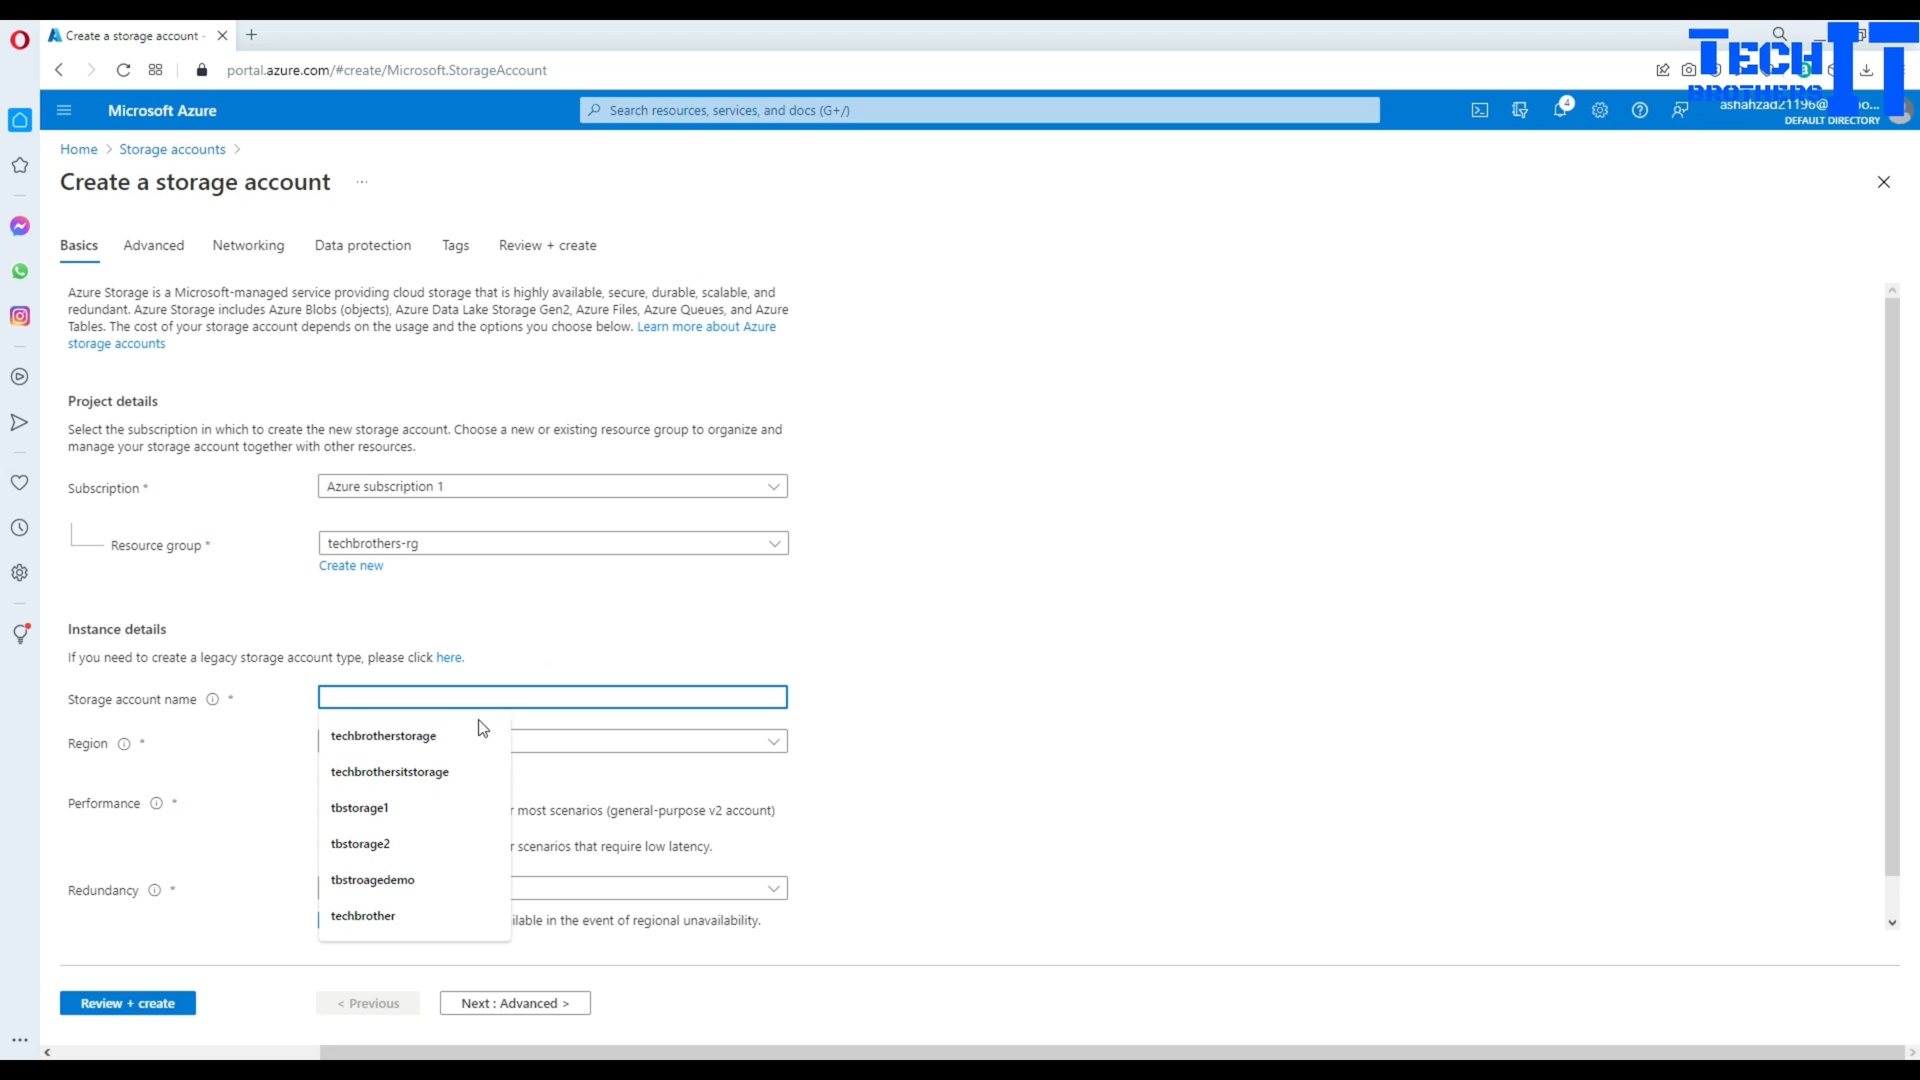 Create a storage account -
portal.azure.com/#create/Microsoft.StorageAccount
TECH IT
BROTHERS
Microsoft Azure
Search resources, services, and docs (G+/)
4
ashahzad21196@
DEFAULT DIRECTORY
Home > Storage accounts >
Create a storage account ...
Basics Advanced Networking Data protection Tags Review + create
Azure Storage is a Microsoft-managed service providing cloud storage that is highly available, secure, durable, scalable, and
redundant. Azure Storage includes Azure Blobs (objects), Azure Data Lake Storage Gen2, Azure Files, Azure Queues, and Azure
Tables. The cost of your storage account depends on the usage and the options you choose below. Learn more about Azure
storage accounts
Project details
Select the subscription in which to create the new storage account. Choose a new or existing resource group to organize and
manage your storage account together with other resources.
Subscription * Azure subscription 1
Resource group * techbrothers-rg
Create new
Instance details
If you need to create a legacy storage account type, please click here.
Storage account name *
techbrotherstorage
Region *
techbrothersitstorage
Performance *
tbstorage1
r most scenarios (general-purpose v2 account)
tbstorage2
r scenarios that require low latency.
tbstroagedemo
Redundancy *
techbrother
ilable in the event of regional unavailability.
Review + create < Previous Next : Advanced >